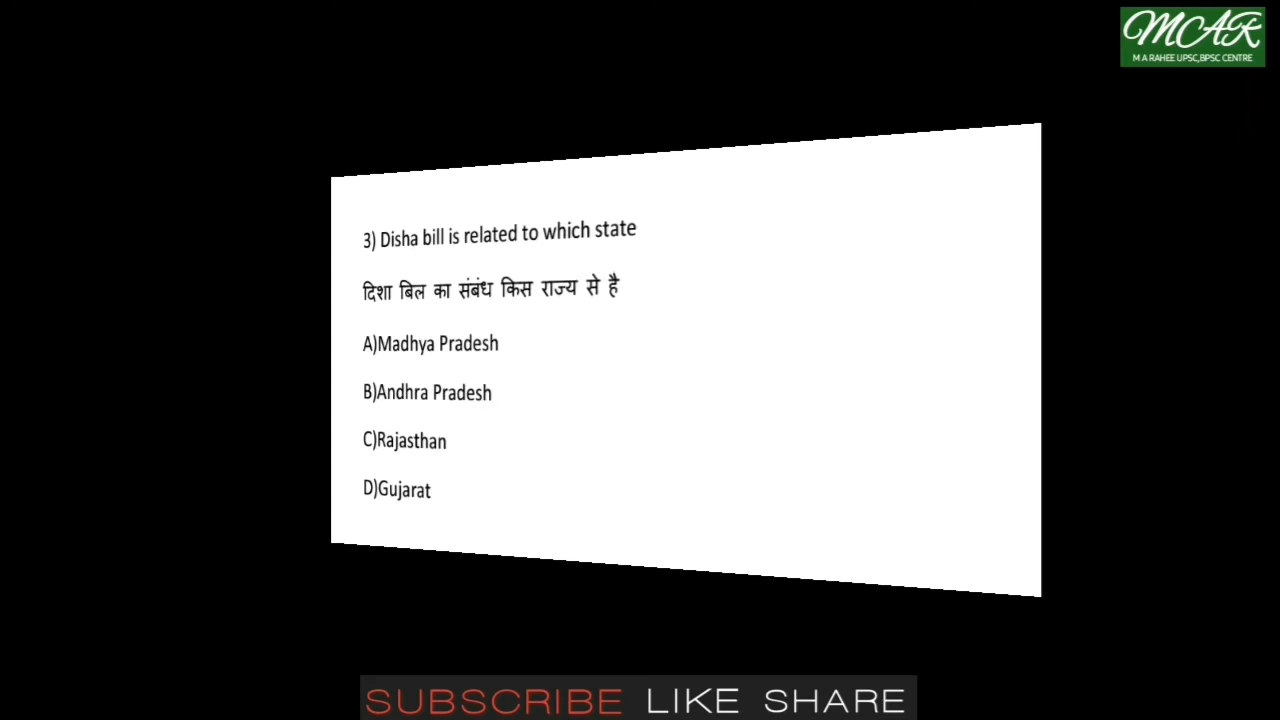 MCAR
M A RAHEE UPSC,BPSC CENTRE
3) Disha bill is related to which state
दिशा बिल का संबंध किस राज्य से है
A)Madhya Pradesh
B)Andhra Pradesh
C)Rajasthan
D)Gujarat
SUBSCRIBE LIKE SHARE